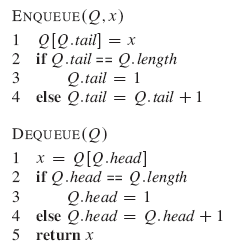 ENQUEUE(Q, x)
1 Q[Q.tail] = x
2 if Q.tail == Q.length
3 Q.tail = 1
4 else Q.tail = Q.tail + 1
DEQUEUE(Q)
1 x = Q[Q.head]
2 if Q.head == Q.length
3 Q.head = 1
4 else Q.head = Q.head + 1
5 return x